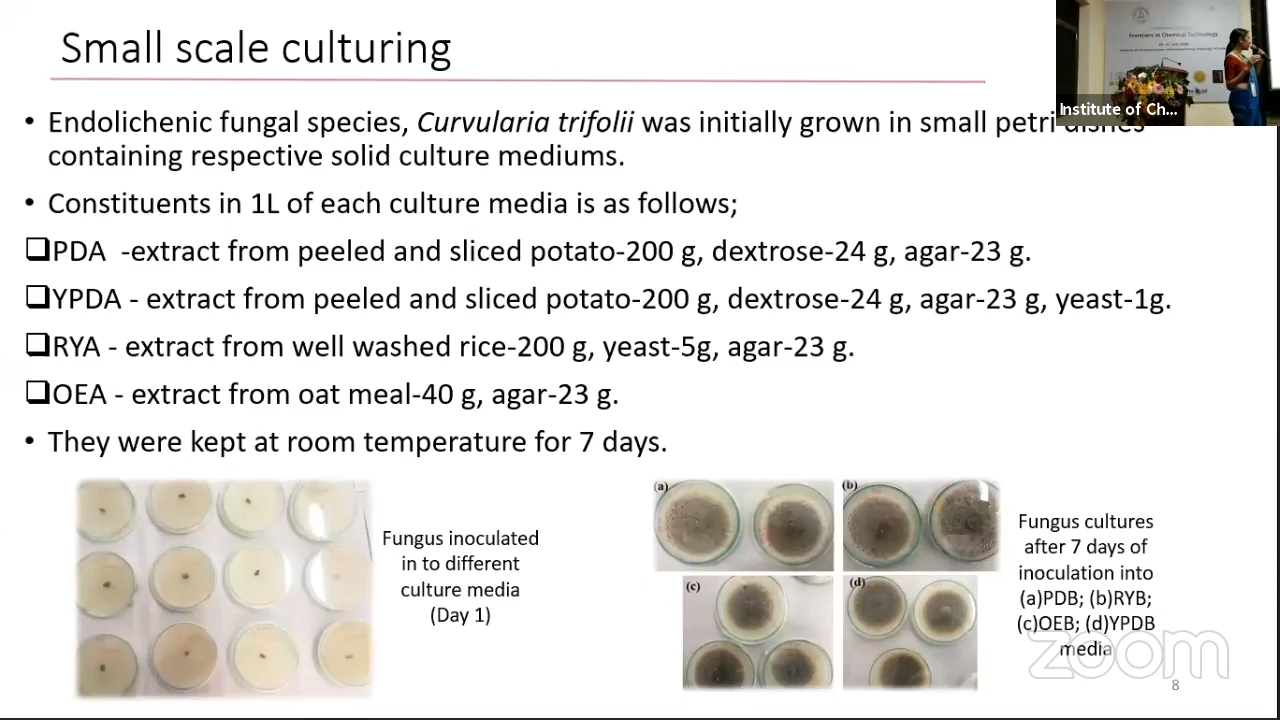 Small scale culturing
Frontiers in Chemical Technology
Institute of Ch...
• Endolichenic fungal species, Curvularia trifolii was initially grown in small petri dishes
containing respective solid culture mediums.
• Constituents in 1L of each culture media is as follows;
❑PDA -extract from peeled and sliced potato-200 g, dextrose-24 g, agar-23 g.
❑YPDA - extract from peeled and sliced potato-200 g, dextrose-24 g, agar-23 g, yeast-1g.
❑RYA - extract from well washed rice-200 g, yeast-5g, agar-23 g.
❑OEA - extract from oat meal-40 g, agar-23 g.
• They were kept at room temperature for 7 days.
Fungus inoculated
in to different
culture media
(Day 1)
(a)
(b)
(c)
(d)
Fungus cultures
after 7 days of
inoculation into
(a)PDB; (b)RYB;
(c)OEB; (d)YPDB
media
zoom
8